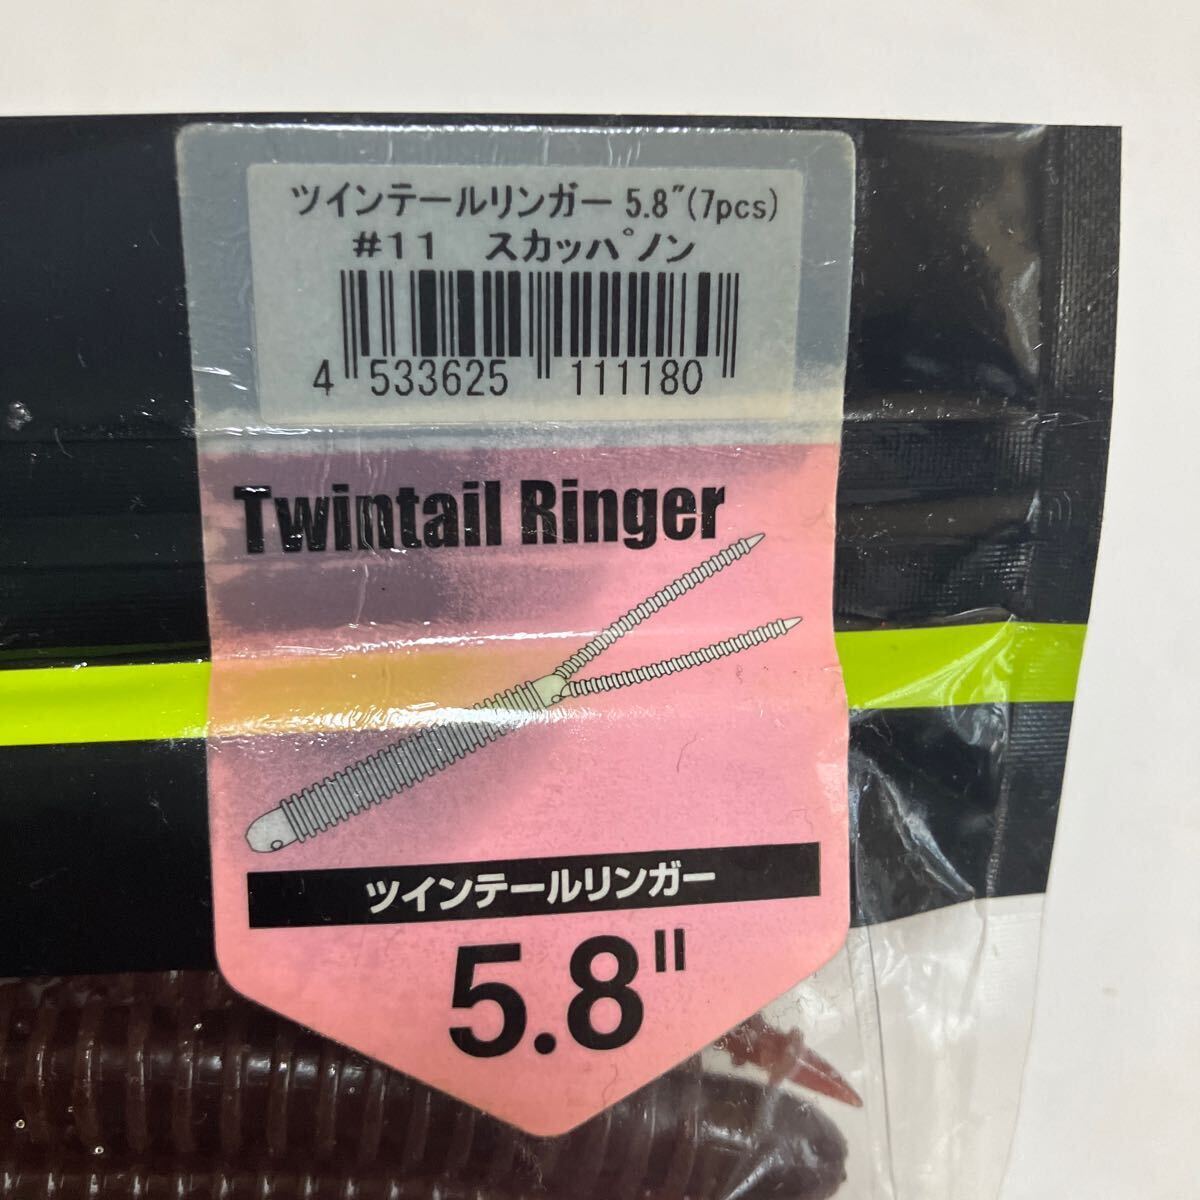 ツインテールリンガー 5.8"(7pcs)
#11 スカッパノン
4 533625 111180
Twintail Ringer
ツインテールリンガー
5.8"